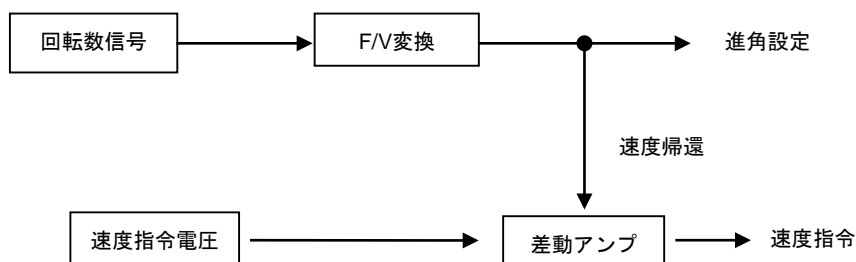 回転数信号
F/V変換
進角設定
速度帰還
速度指令電圧
差動アンプ
速度指令